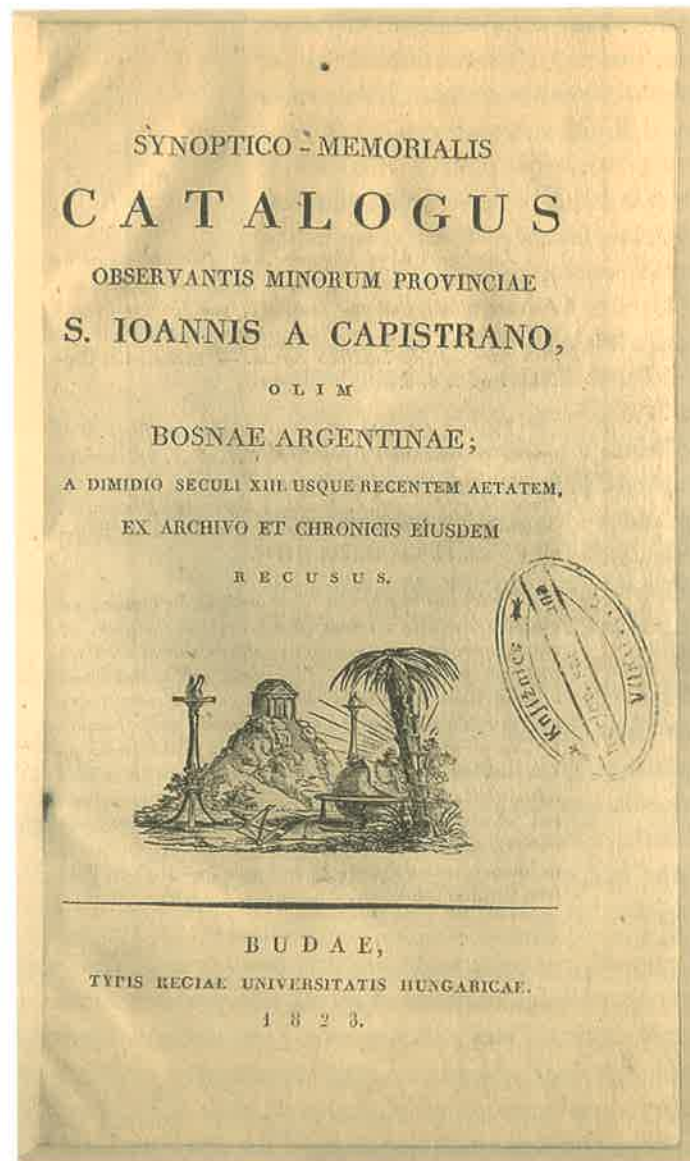 SYNOPTICO - MEMORIALIS
CATALOGUS
OBSERVANTIS MINORUM PROVINCIAE
S. IOANNIS A CAPISTRANO,
OLIM
BOSNAE ARGENTINAE;
A DIMIDIO SECULI XIII. USQUE RECENTEM AETATEM,
EX ARCHIVO ET CHRONICIS EIUSDEM
RECUSUS.
Knjižnica
BUDAE,
TYPIS REGIAE UNIVERSITATIS HUNGARICAE.
1823.